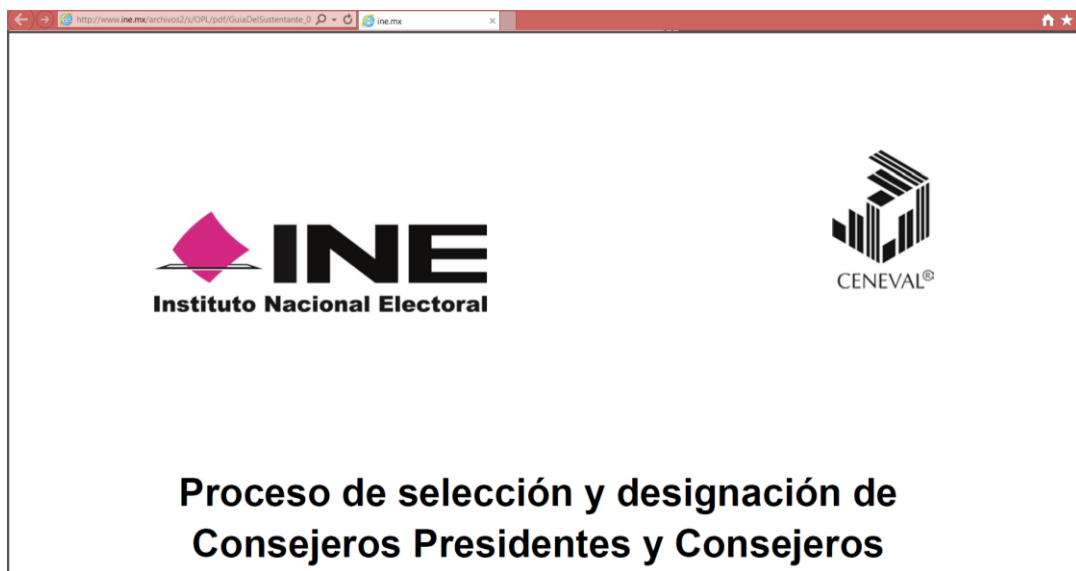 http://www.ine.mx/archivos2/s/OPL/pdf/GuiaDelSustentante_0
ine.mx
INE
Instituto Nacional Electoral
CENEVAL®
Proceso de selección y designación de
Consejeros Presidentes y Consejeros